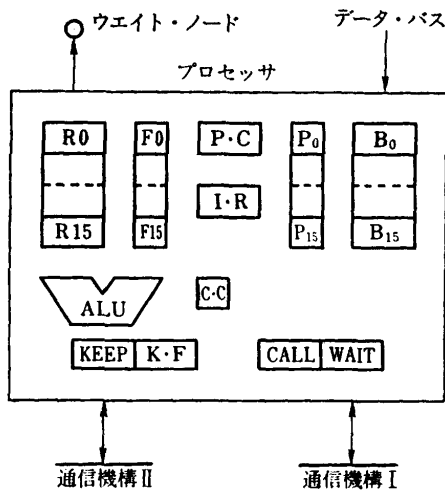 ウエイト・ノード
データ・バス
プロセッサ
R0 F0 P・C P0 B0
I・R
R15 F15 P15 B15
ALU C・C
KEEP K・F CALL WAIT
通信機構Ⅱ 通信機構Ⅰ